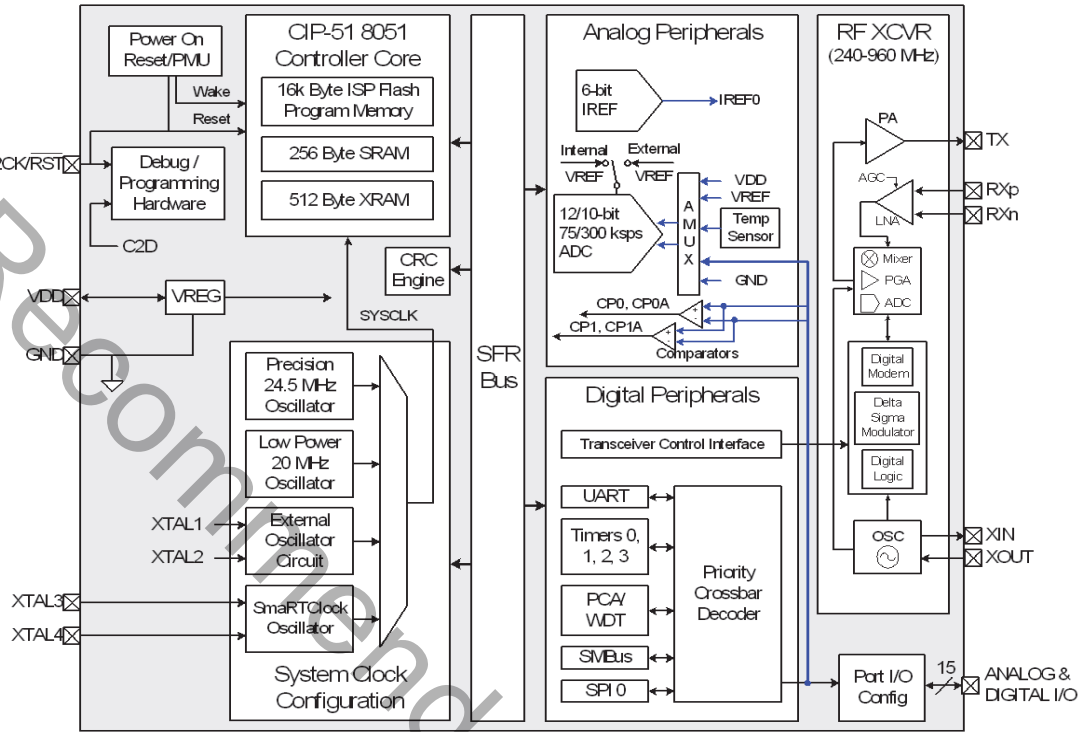 Power On
Reset/PMU
Wake
Reset
Debug /
Programming
Hardware
C2D
VDD
VREG
GND
CIP-51 8051
Controller Core
16k Byte ISP Flash
Program Memory
256 Byte SRAM
512 Byte XRAM
CRC
Engine
SYSCLK
Precision
24.5 MHz
Oscillator
Low Power
20 MHz
Oscillator
XTAL1
XTAL2
External
Oscillator
Circuit
XTAL3
XTAL4
SmaRTClock
Oscillator
System Clock
Configuration
SFR
Bus
Analog Peripherals
6-bit
IREF
IREF0
Internal
VREF
External
VREF
12/10-bit
75/300 ksps
ADC
A
M
U
X
VDD
VREF
Temp
Sensor
GND
CP0, CP0A
CP1, CP1A
+
-
+
-
Comparators
Digital Peripherals
Transceiver Control Interface
UART
Timers 0,
1, 2, 3
PCA/
WDT
SMBus
SPI 0
Priority
Crossbar
Decoder
RF XCVR
(240-960 MHz)
PA
TX
AGC
LNA
RXp
RXn
Mixer
PGA
ADC
Digital
Modem
Delta
Sigma
Modulator
Digital
Logic
OSC
XIN
XOUT
Port I/O
Config
15
ANALOG &
DIGITAL I/O
Recommend